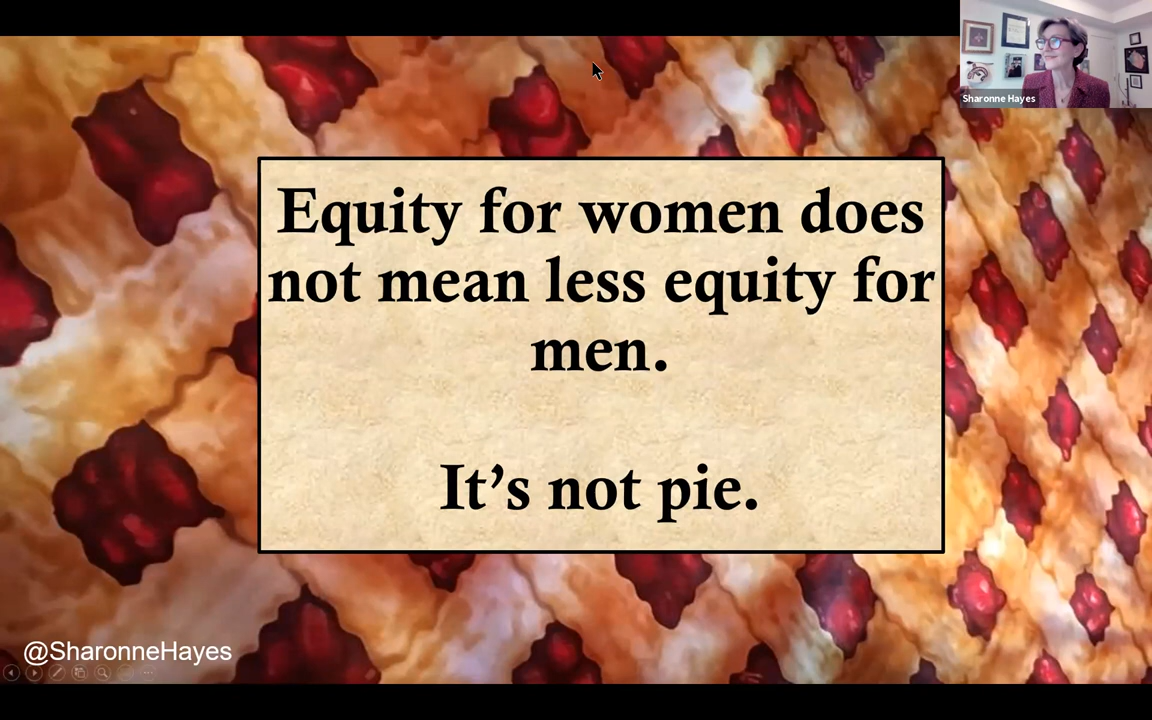 Sharonne Hayes
Equity for women does
not mean less equity for
men.
It’s not pie.
@SharonneHayes